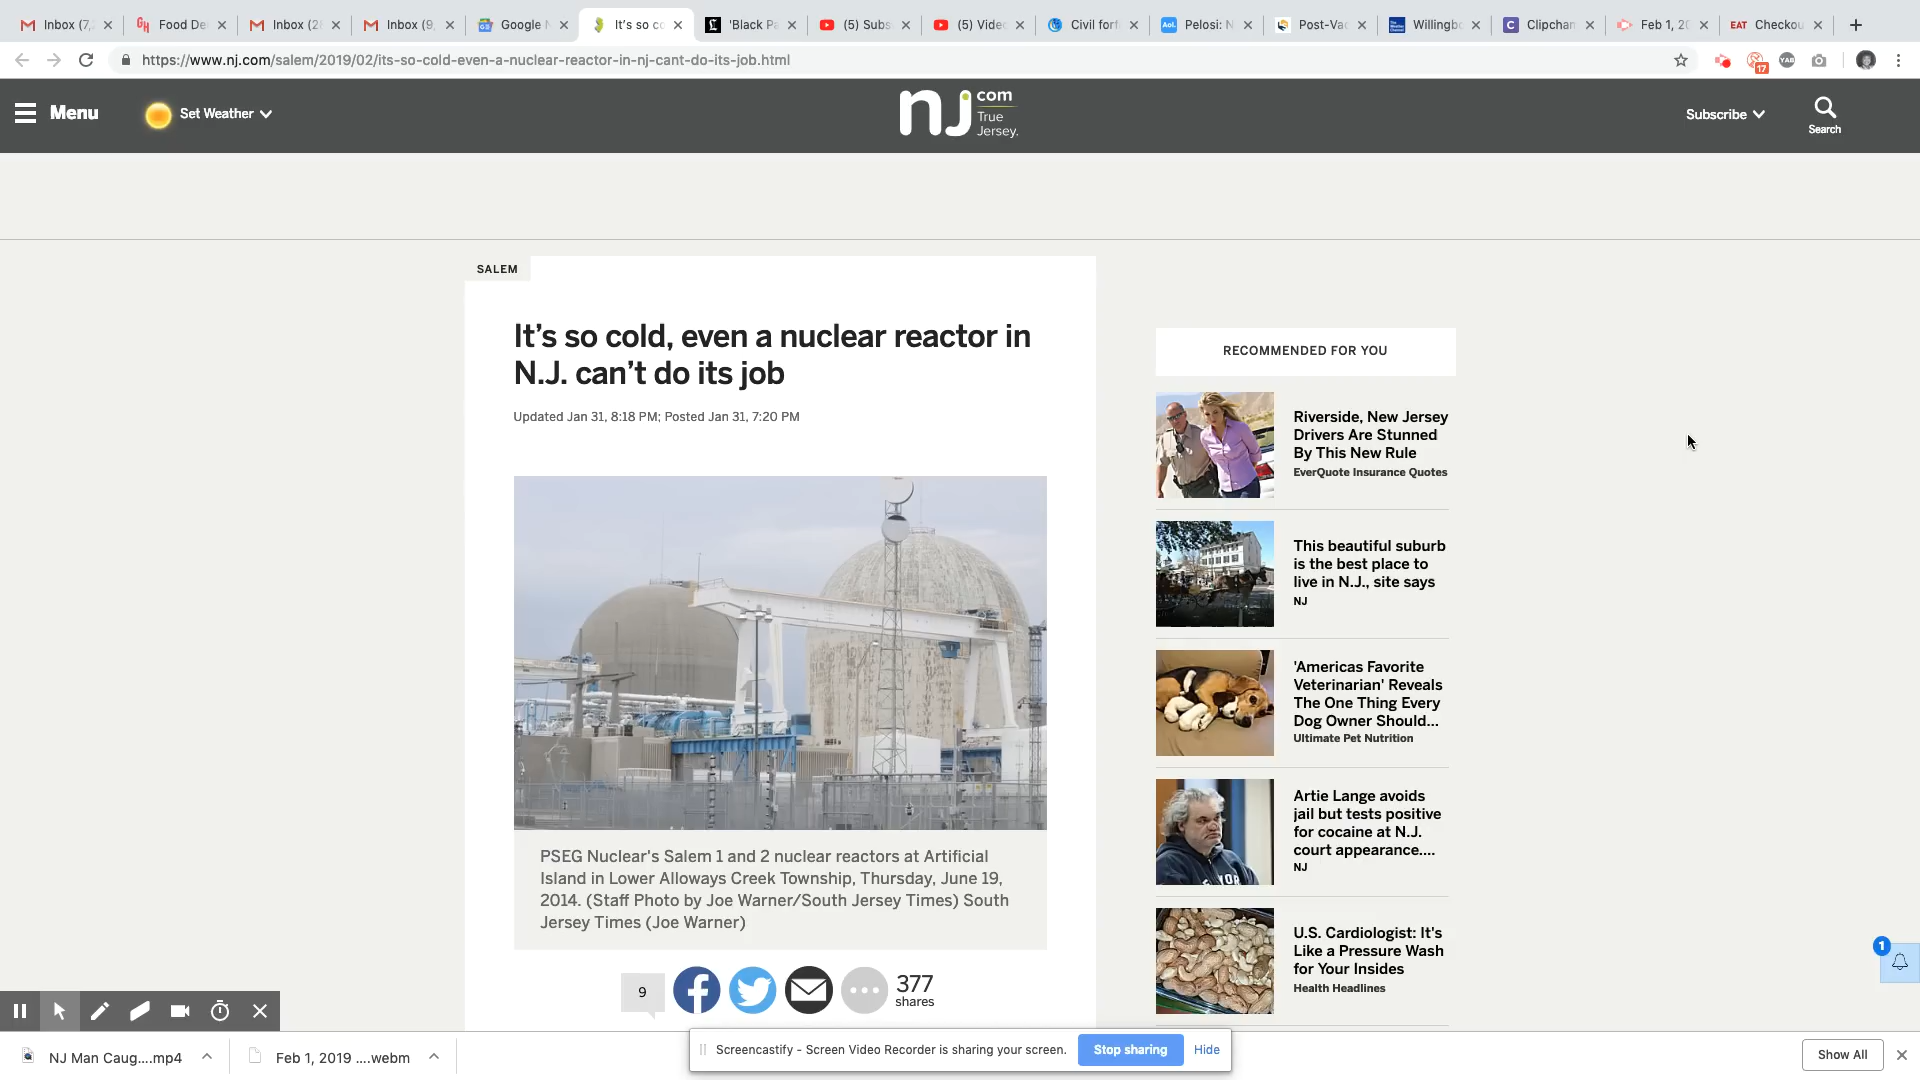 Inbox (7,
Food De
Inbox (2
Inbox (9,
Google N
It's so co
'Black Pa
(5) Subs
(5) Vide
Civil forf
Pelosi: N
Post-Vac
Willingbo
Clipcham
Feb 1, 20
EAT Checkou
https://www.nj.com/salem/2019/02/its-so-cold-even-a-nuclear-reactor-in-nj-cant-do-its-job.html
17
YAB
Menu
Set Weather
nj.com
True
Jersey.
Subscribe
Search
SALEM
It's so cold, even a nuclear reactor in
N.J. can't do its job
Updated Jan 31, 8:18 PM; Posted Jan 31, 7:20 PM
PSEG Nuclear's Salem 1 and 2 nuclear reactors at Artificial
Island in Lower Alloways Creek Township, Thursday, June 19,
2014. (Staff Photo by Joe Warner/South Jersey Times) South
Jersey Times (Joe Warner)
9
377
shares
RECOMMENDED FOR YOU
Riverside, New Jersey
Drivers Are Stunned
By This New Rule
EverQuote Insurance Quotes
This beautiful suburb
is the best place to
live in N.J., site says
NJ
'Americas Favorite
Veterinarian' Reveals
The One Thing Every
Dog Owner Should...
Ultimate Pet Nutrition
Artie Lange avoids
jail but tests positive
for cocaine at N.J.
court appearance....
NJ
U.S. Cardiologist: It's
Like a Pressure Wash
for Your Insides
Health Headlines
1
NJ Man Caug....mp4
Feb 1, 2019 ....webm
Screencastify - Screen Video Recorder is sharing your screen.
Stop sharing
Hide
Show All